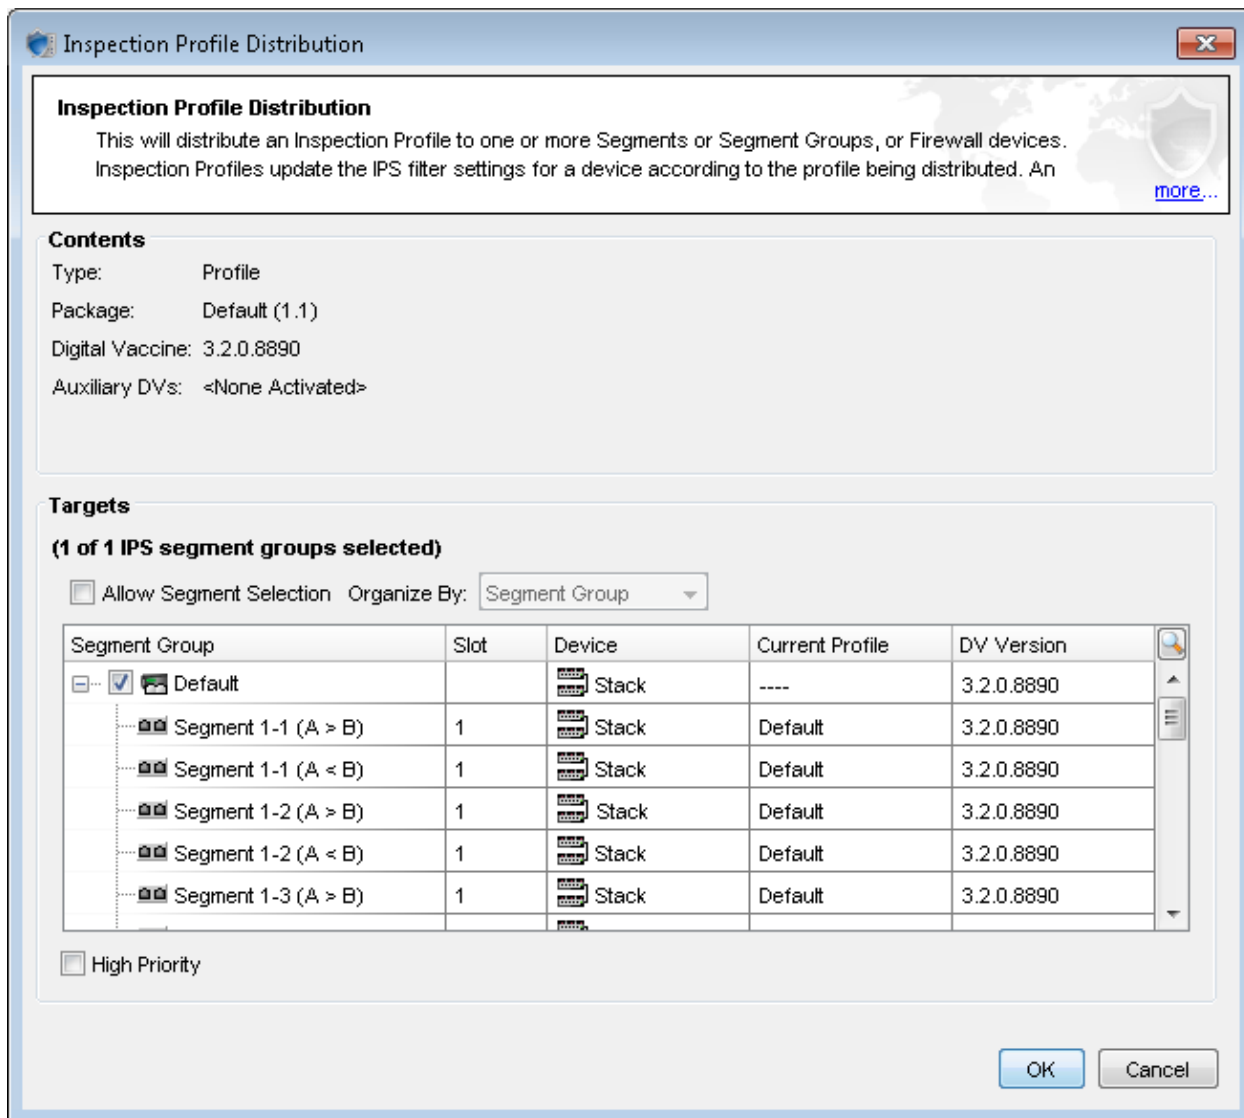 Inspection Profile Distribution
Inspection Profile Distribution
This will distribute an Inspection Profile to one or more Segments or Segment Groups, or Firewall devices.
Inspection Profiles update the IPS filter settings for a device according to the profile being distributed. An
more...
Contents
Type: Profile
Package: Default (1.1)
Digital Vaccine: 3.2.0.8890
Auxiliary DVs: <None Activated>
Targets
(1 of 1 IPS segment groups selected)
Allow Segment Selection Organize By: Segment Group
Segment Group Slot Device Current Profile DV Version
Default Stack ---- 3.2.0.8890
Segment 1-1 (A > B) 1 Stack Default 3.2.0.8890
Segment 1-1 (A < B) 1 Stack Default 3.2.0.8890
Segment 1-2 (A > B) 1 Stack Default 3.2.0.8890
Segment 1-2 (A < B) 1 Stack Default 3.2.0.8890
Segment 1-3 (A > B) 1 Stack Default 3.2.0.8890
High Priority
OK Cancel